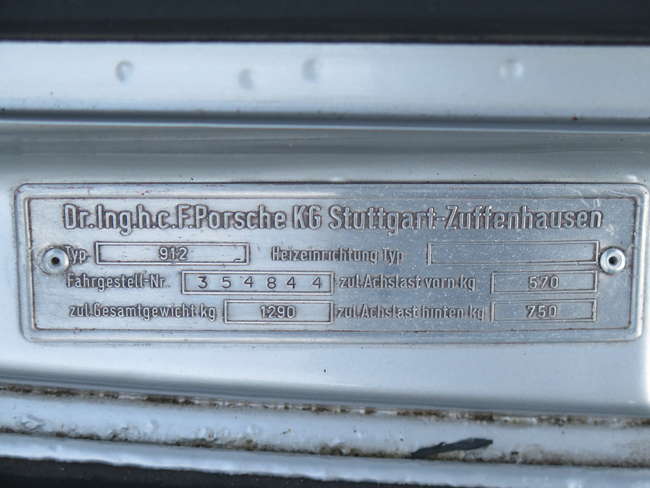 Dr.Ing.h.c.F.Porsche KG Stuttgart-Zuffenhausen
Typ 912 Heizeinrichtung Typ
Fahrgestell-Nr. 354844 zul.Achslast vorn kg 570
zul.Gesamtgewicht kg 1290 zul.Achslast hinten kg 750